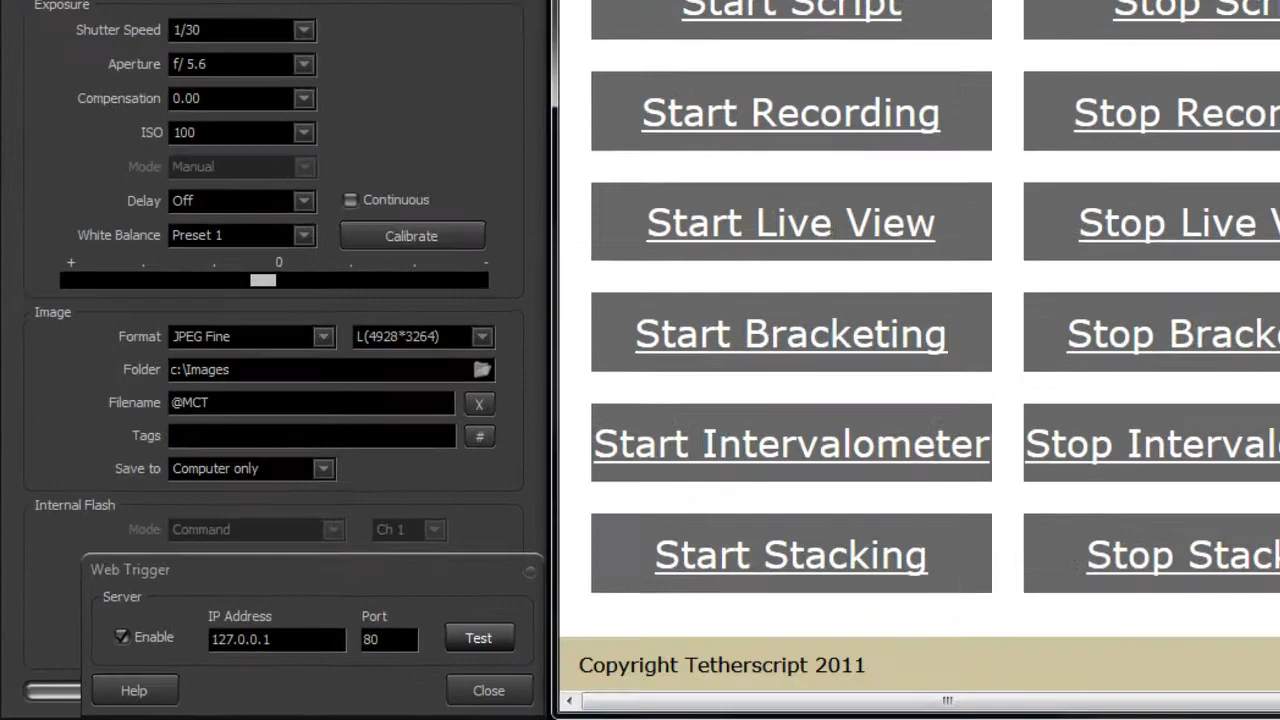 Exposure
Shutter Speed 1/30
Aperture f/ 5.6
Compensation 0.00
ISO 100
Mode Manual
Delay Off Continuous
White Balance Preset 1 Calibrate
+ . . 0 . . -
Image
Format JPEG Fine L(4928*3264)
Folder c:\Images
Filename @MCT X
Tags #
Save to Computer only
Internal Flash
Mode Command Ch 1
Web Trigger
Server
IP Address Port
Enable 127.0.0.1 80 Test
Help Close
Start Script Stop Scr
Start Recording Stop Recor
Start Live View Stop Live V
Start Bracketing Stop Brack
Start Intervalometer Stop Interval
Start Stacking Stop Stack
Copyright Tetherscript 2011